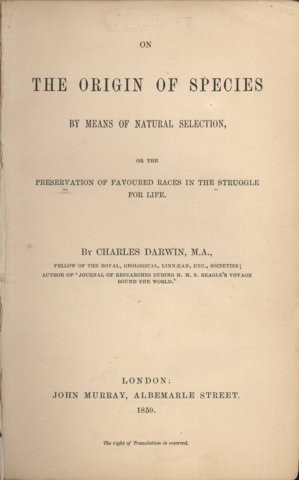 ON
THE ORIGIN OF SPECIES
BY MEANS OF NATURAL SELECTION,
OR THE
PRESERVATION OF FAVOURED RACES IN THE STRUGGLE
FOR LIFE.
BY CHARLES DARWIN, M.A.,
FELLOW OF THE ROYAL, GEOLOGICAL, LINNÆAN, ETC., SOCIETIES;
AUTHOR OF 'JOURNAL OF RESEARCHES DURING H. M. S. BEAGLE'S VOYAGE
ROUND THE WORLD.'
LONDON:
JOHN MURRAY, ALBEMARLE STREET.
1859.
The right of Translation is reserved.